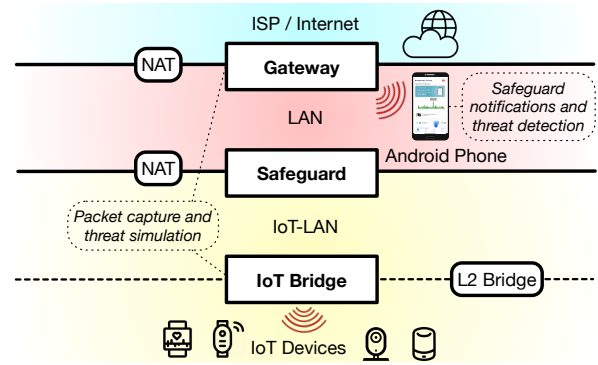 ISP / Internet
NAT
Gateway
Safeguard
notifications and
threat detection
LAN
Android Phone
NAT
Safeguard
Packet capture and
threat simulation
IoT-LAN
IoT Bridge
L2 Bridge
IoT Devices